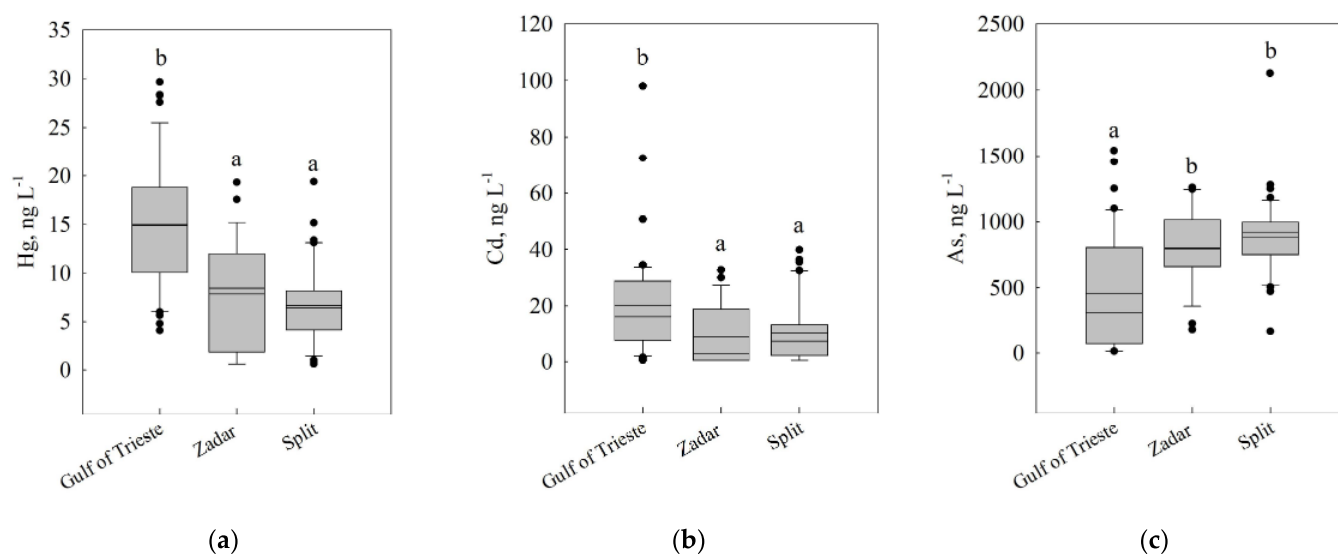 35
30
25
20
15
10
5
0
Hg, ng L⁻¹
b
a
a
Gulf of Trieste
Zadar
Split
(a)
120
100
80
60
40
20
0
Cd, ng L⁻¹
b
a
a
Gulf of Trieste
Zadar
Split
(b)
2500
2000
1500
1000
500
0
As, ng L⁻¹
a
b
b
Gulf of Trieste
Zadar
Split
(c)